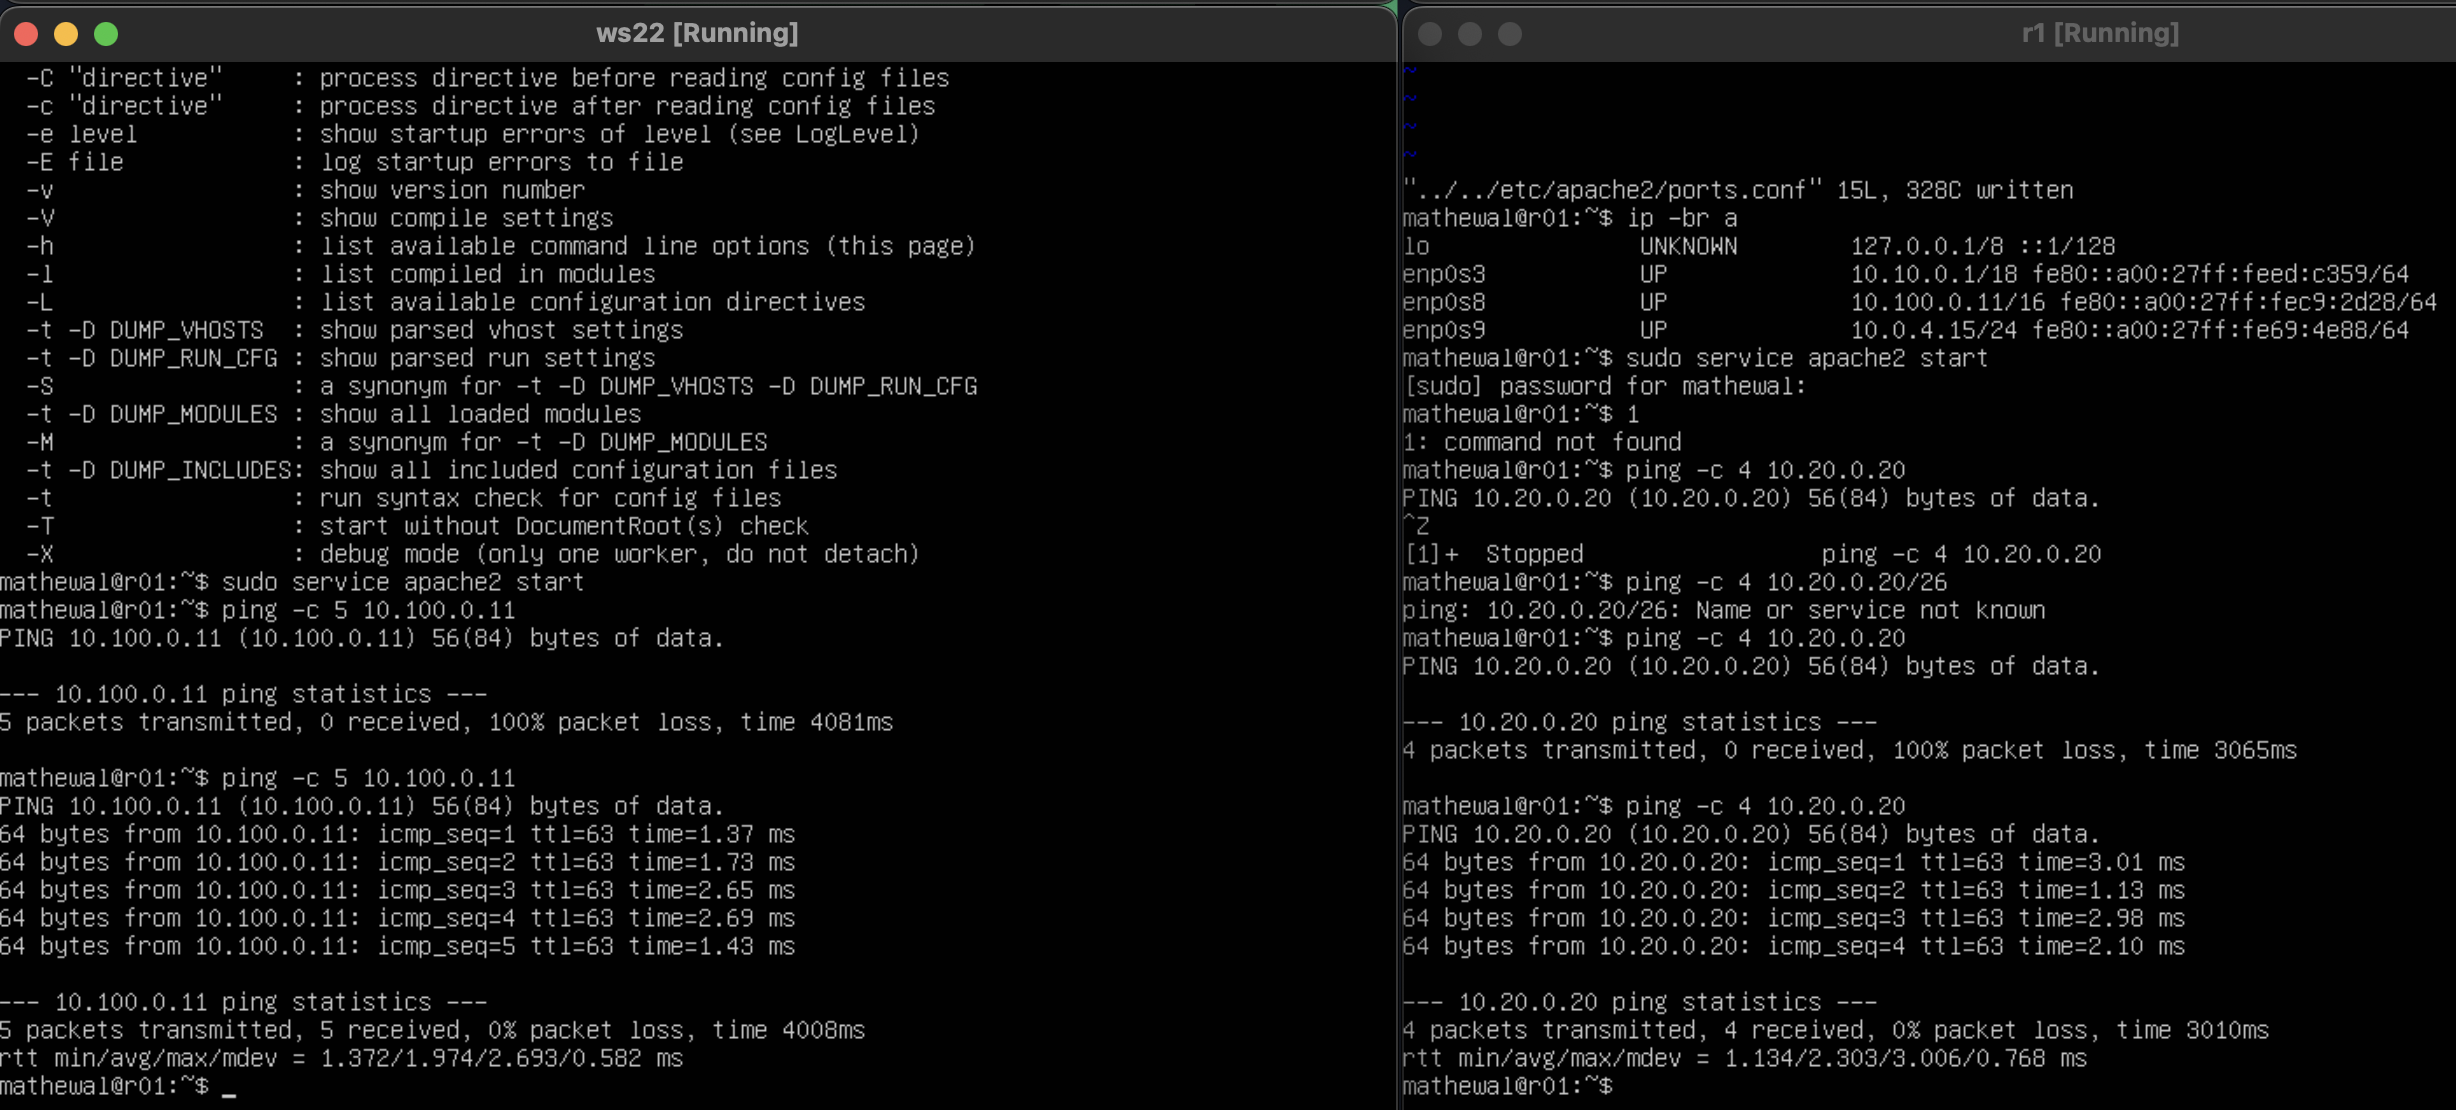 ws22 [Running]
-C "directive"     : process directive before reading config files
-c "directive"     : process directive after reading config files
-e level           : show startup errors of level (see LogLevel)
-E file            : log startup errors to file
-v                 : show version number
-V                 : show compile settings
-h                 : list available command line options (this page)
-l                 : list compiled in modules
-L                 : list available configuration directives
-t -D DUMP_VHOSTS  : show parsed vhost settings
-t -D DUMP_RUN_CFG : show parsed run settings
-S                 : a synonym for -t -D DUMP_VHOSTS -D DUMP_RUN_CFG
-t -D DUMP_MODULES : show all loaded modules
-M                 : a synonym for -t -D DUMP_MODULES
-t -D DUMP_INCLUDES: show all included configuration files
-t                 : run syntax check for config files
-T                 : start without DocumentRoot(s) check
-X                 : debug mode (only one worker, do not detach)
mathewal@r01:~$ sudo service apache2 start
mathewal@r01:~$ ping -c 5 10.100.0.11
PING 10.100.0.11 (10.100.0.11) 56(84) bytes of data.
--- 10.100.0.11 ping statistics ---
5 packets transmitted, 0 received, 100% packet loss, time 4081ms
mathewal@r01:~$ ping -c 5 10.100.0.11
PING 10.100.0.11 (10.100.0.11) 56(84) bytes of data.
64 bytes from 10.100.0.11: icmp_seq=1 ttl=63 time=1.37 ms
64 bytes from 10.100.0.11: icmp_seq=2 ttl=63 time=1.73 ms
64 bytes from 10.100.0.11: icmp_seq=3 ttl=63 time=2.65 ms
64 bytes from 10.100.0.11: icmp_seq=4 ttl=63 time=2.69 ms
64 bytes from 10.100.0.11: icmp_seq=5 ttl=63 time=1.43 ms
--- 10.100.0.11 ping statistics ---
5 packets transmitted, 5 received, 0% packet loss, time 4008ms
rtt min/avg/max/mdev = 1.372/1.974/2.693/0.582 ms
mathewal@r01:~$ _
r1 [Running]
~
~
~
~
"../../etc/apache2/ports.conf" 15L, 328C written
mathewal@r01:~$ ip -br a
lo               UNKNOWN        127.0.0.1/8 ::1/128
enp0s3           UP             10.10.0.1/18 fe80::a00:27ff:feed:c359/64
enp0s8           UP             10.100.0.11/16 fe80::a00:27ff:fec9:2d28/64
enp0s9           UP             10.0.4.15/24 fe80::a00:27ff:fe69:4e88/64
mathewal@r01:~$ sudo service apache2 start
[sudo] password for mathewal:
mathewal@r01:~$ 1
1: command not found
mathewal@r01:~$ ping -c 4 10.20.0.20
PING 10.20.0.20 (10.20.0.20) 56(84) bytes of data.
^Z
[1]+  Stopped                 ping -c 4 10.20.0.20
mathewal@r01:~$ ping -c 4 10.20.0.20/26
ping: 10.20.0.20/26: Name or service not known
mathewal@r01:~$ ping -c 4 10.20.0.20
PING 10.20.0.20 (10.20.0.20) 56(84) bytes of data.
--- 10.20.0.20 ping statistics ---
4 packets transmitted, 0 received, 100% packet loss, time 3065ms
mathewal@r01:~$ ping -c 4 10.20.0.20
PING 10.20.0.20 (10.20.0.20) 56(84) bytes of data.
64 bytes from 10.20.0.20: icmp_seq=1 ttl=63 time=3.01 ms
64 bytes from 10.20.0.20: icmp_seq=2 ttl=63 time=1.13 ms
64 bytes from 10.20.0.20: icmp_seq=3 ttl=63 time=2.98 ms
64 bytes from 10.20.0.20: icmp_seq=4 ttl=63 time=2.10 ms
--- 10.20.0.20 ping statistics ---
4 packets transmitted, 4 received, 0% packet loss, time 3010ms
rtt min/avg/max/mdev = 1.134/2.303/3.006/0.768 ms
mathewal@r01:~$